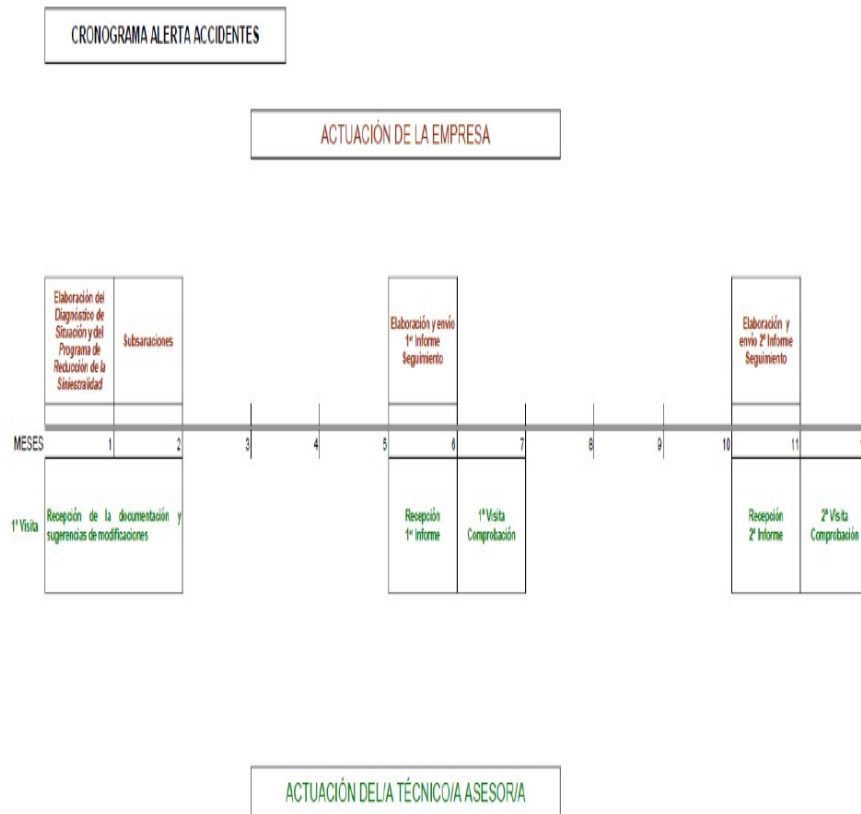 CRONOGRAMA ALERTA ACCIDENTES
ACTUACIÓN DE LA EMPRESA
Elaboración del
Diagnóstico de
Situación y del
Programa de
Reducción de la
Siniestralidad
Subsanaciones
Elaboración y envío
1er Informe
Seguimiento
Elaboración y
envío 2º Informe
Seguimiento
MESES 1 2 3 4 5 6 7 8 9 10 11
1ª Visita
Recepción de la documentación y
sugerencias de modificaciones
Recepción
1er Informe
1ª Visita
Comprobación
Recepción
2º Informe
2ª Visita
Comprobación
ACTUACIÓN DEL/A TÉCNICO/A ASESOR/A